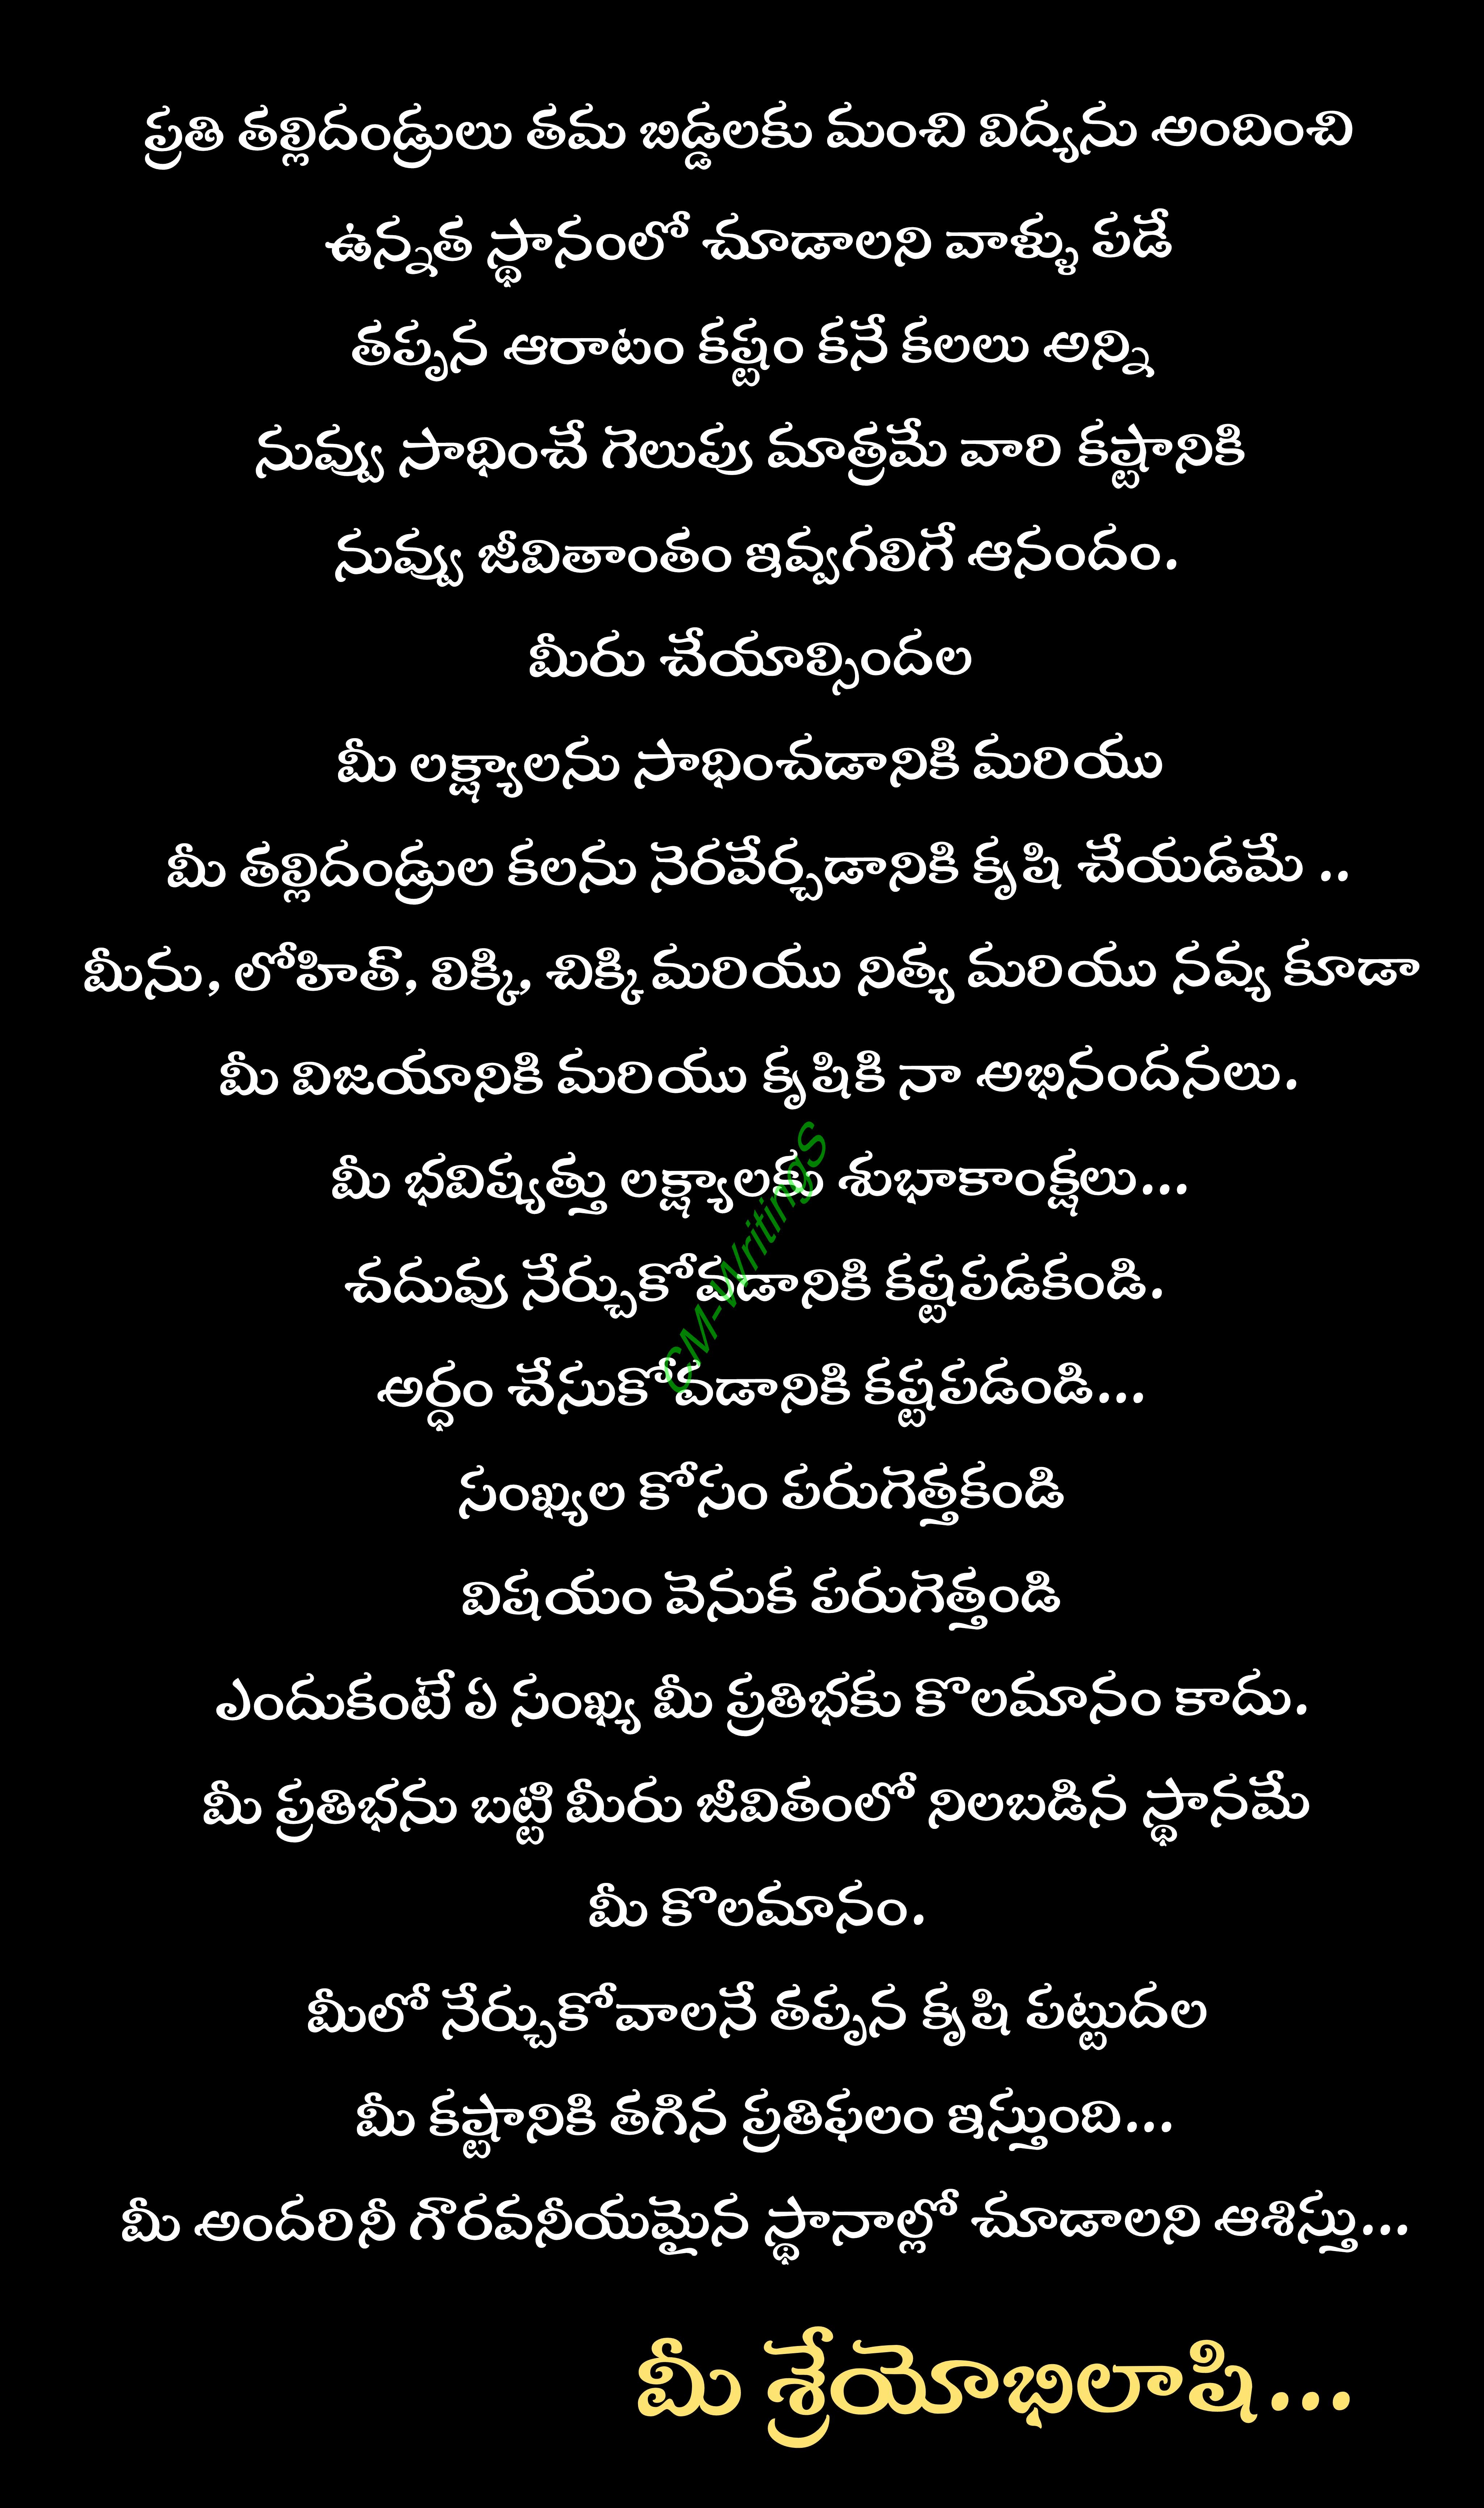 ప్రతి తల్లిదండ్రులు తమ బిడ్డలకు మంచి విద్యను అందించి
ఉన్నత స్థానంలో చూడాలని వాళ్ళు పడే
తప్పన ఆరాటం కష్టం కనే కలలు అన్ని
నువ్వు సాధించే గెలుపు మాత్రమే వారి కష్టానికి
నువ్వు జీవితాంతం ఇవ్వగలిగే ఆనందం.
మీరు చేయాల్సిందల
మీ లక్ష్యాలను సాధించడానికి మరియు
మీ తల్లిదండ్రుల కలను నెరవేర్చడానికి కృషి చేయడమే ..
మీను, లోహిత్, విక్కి, చిక్కి మరియు నిత్య మరియు నవ్య కూడా
మీ విజయానికి మరియు కృషికి నా అభినందనలు.
మీ భవిష్యత్తు లక్ష్యాలకు శుభాకాంక్షలు...
చదువు నేర్చుకోవడానికి కష్టపడకండి.
అర్ధం చేసుకోవడానికి కష్టపడండి...
సంఖ్యల కోసం పరుగెత్తకండి
విషయం వెనుక పరుగెత్తండి
ఎందుకంటే ఏ సంఖ్య మీ ప్రతిభకు కొలమానం కాదు.
మీ ప్రతిభను బట్టి మీరు జీవితంలో నిలబడిన స్థానమే
మీ కొలమానం.
మీలో నేర్చుకోవాలనే తప్పన కృషి పట్టుదల
మీ కష్టానికి తగిన ప్రతిఫలం ఇస్తుంది...
మీ అందరినీ గౌరవనీయమైన స్థానాల్లో చూడాలని ఆశిస్తు...
మీ శ్రేయోభిలాషి...
CM-Writings